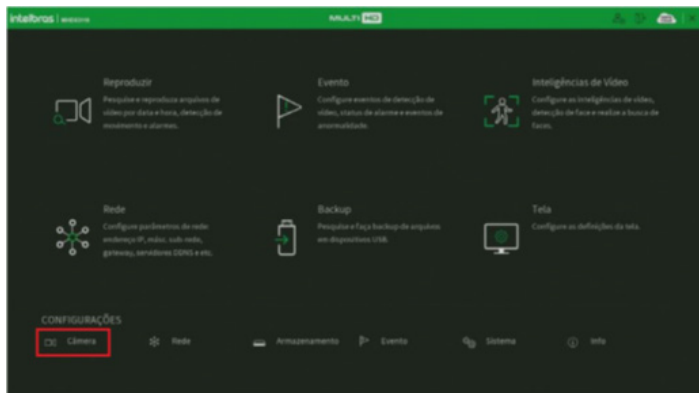 intelbras
MULTI HD
Reproduzir
Pesquise e reproduza arquivos de
vídeo por data e hora, detecção de
movimento e alarmes.
Evento
Configure eventos de detecção de
vídeo, status de alarme e eventos de
anormalidade.
Inteligências de Vídeo
Configure as inteligências de vídeo,
detecção de face e realize a busca de
faces.
Rede
Configure parâmetros de rede:
endereço IP, másc. sub-rede,
gateway, servidores DDNS e etc.
Backup
Pesquise e faça backup de arquivos
em dispositivos USB.
Tela
Configure as definições da tela.
CONFIGURAÇÕES
Câmera
Rede
Armazenamento
Evento
Sistema
Info